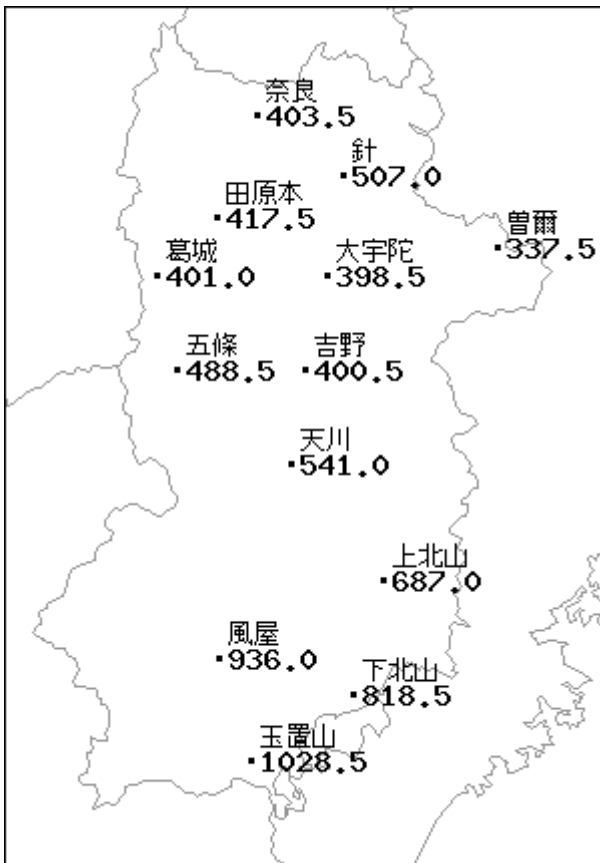 奈良
403.5
針
507.0
田原本
417.5
曽爾
337.5
葛城
401.0
大宇陀
398.5
五條
488.5
吉野
400.5
天川
541.0
上北山
687.0
風屋
936.0
下北山
818.5
玉置山
1028.5